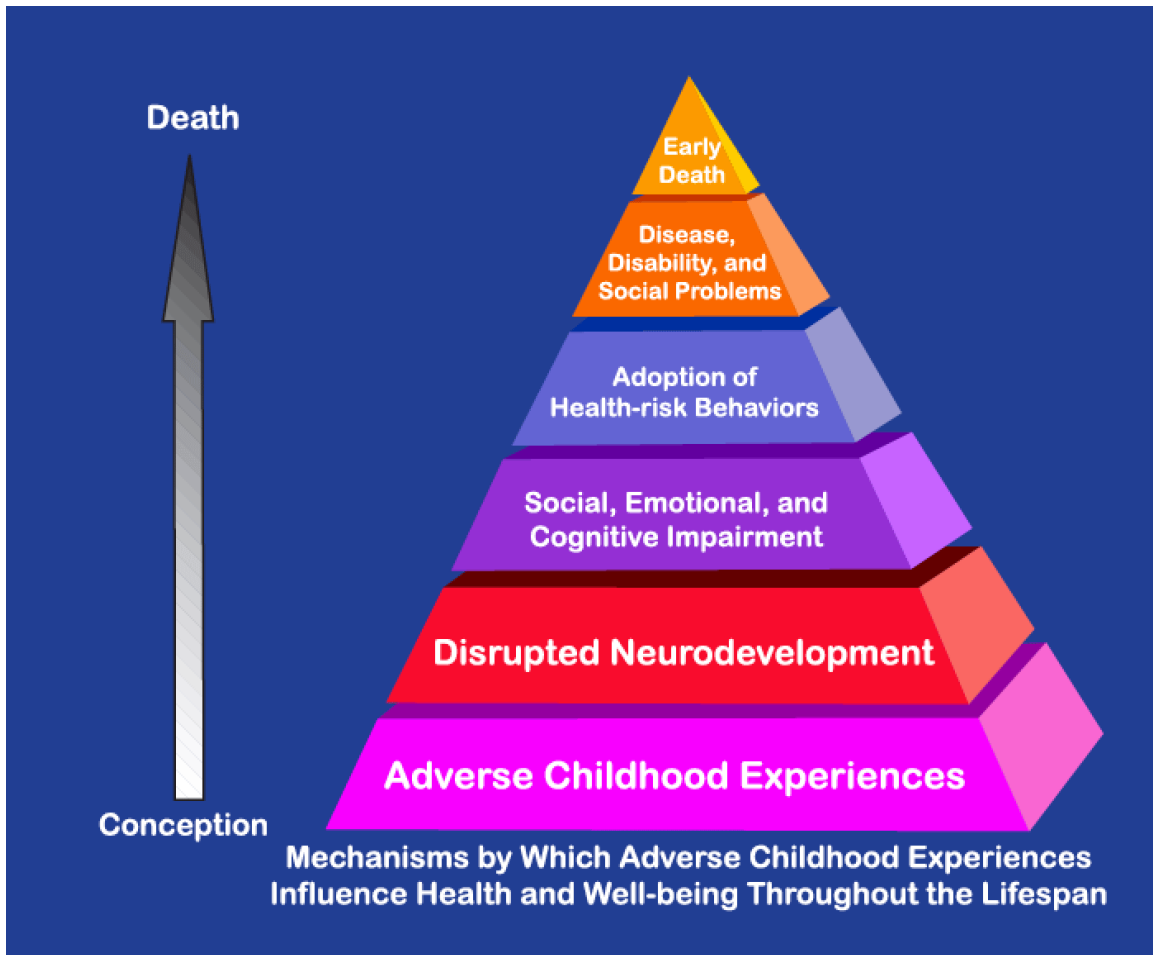 Death
Early
Death
Disease,
Disability, and
Social Problems
Adoption of
Health-risk Behaviors
Social, Emotional, and
Cognitive Impairment
Disrupted Neurodevelopment
Adverse Childhood Experiences
Conception
Mechanisms by Which Adverse Childhood Experiences
Influence Health and Well-being Throughout the Lifespan